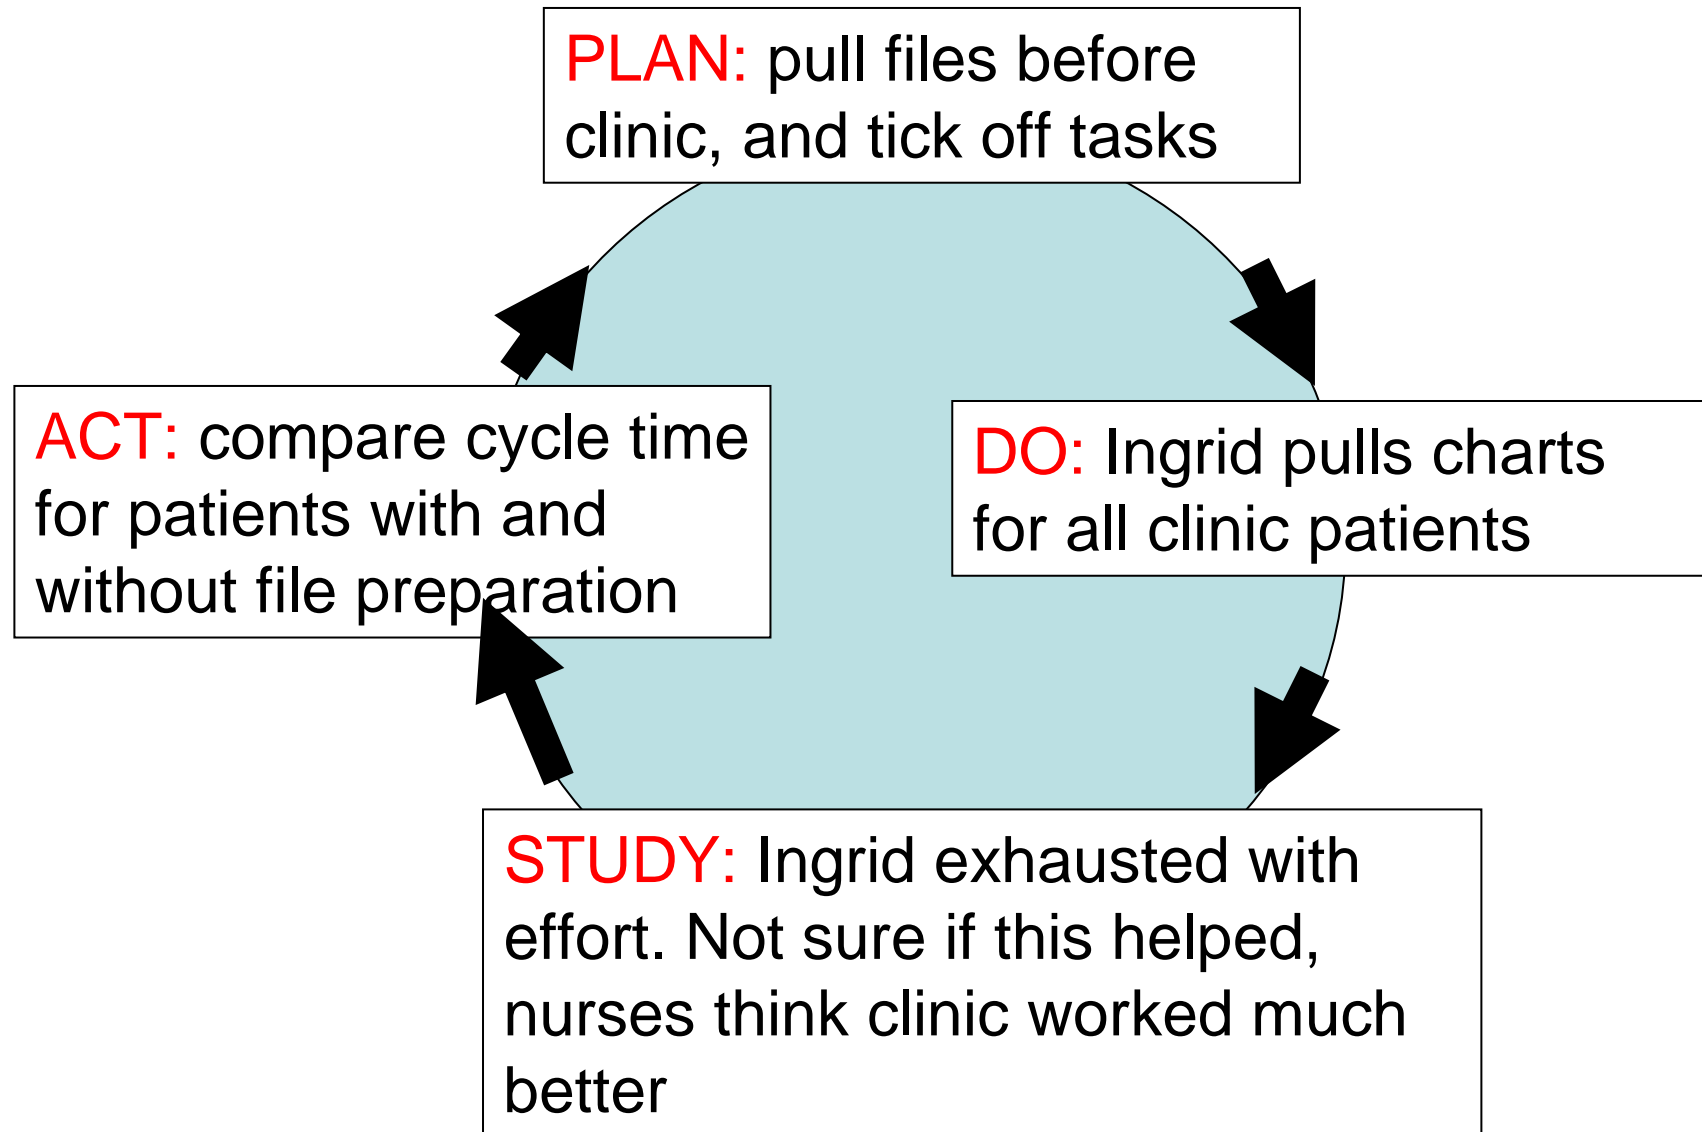 PLAN: pull files before
clinic, and tick off tasks
DO: Ingrid pulls charts
for all clinic patients
STUDY: Ingrid exhausted with
effort. Not sure if this helped,
nurses think clinic worked much
better
ACT: compare cycle time
for patients with and
without file preparation